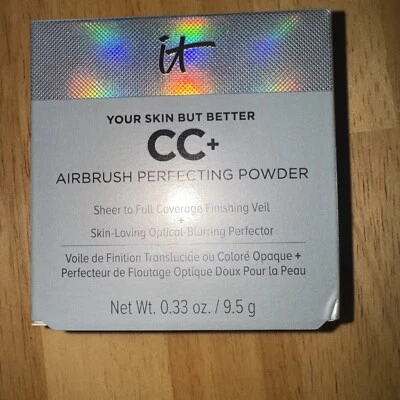 it
YOUR SKIN BUT BETTER
CC+
AIRBRUSH PERFECTING POWDER
Sheer to Full Coverage Finishing Veil
+
Skin-Loving Optical-Blurring Perfector
Voile de Finition Translucide ou Coloré Opaque +
Perfecteur de Floutage Optique Doux Pour la Peau
Net Wt. 0.33 oz. / 9.5 g